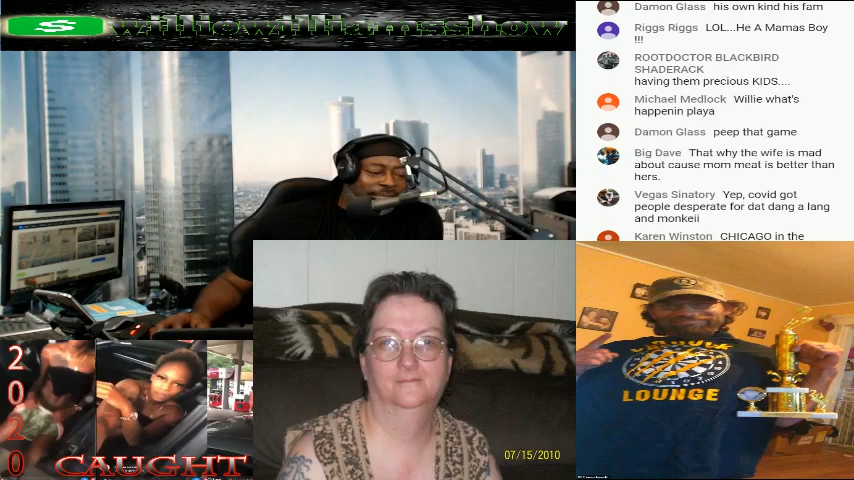 $ williewilliamsshow
Damon Glass his own kind his fam
Riggs Riggs LOL...He A Mamas Boy
!!!
ROOTDOCTOR BLACKBIRD
SHADERACK
having them precious KIDS....
Michael Medlock Willie what's
happenin playa
Damon Glass peep that game
Big Dave That why the wife is mad
about cause mom meat is better than
hers.
Vegas Sinatory Yep, covid got
people desperate for dat dang a lang
and monkeii
Karen Winston CHICAGO in the
LOUNGE
07/15/2010
2020
CAUGHT